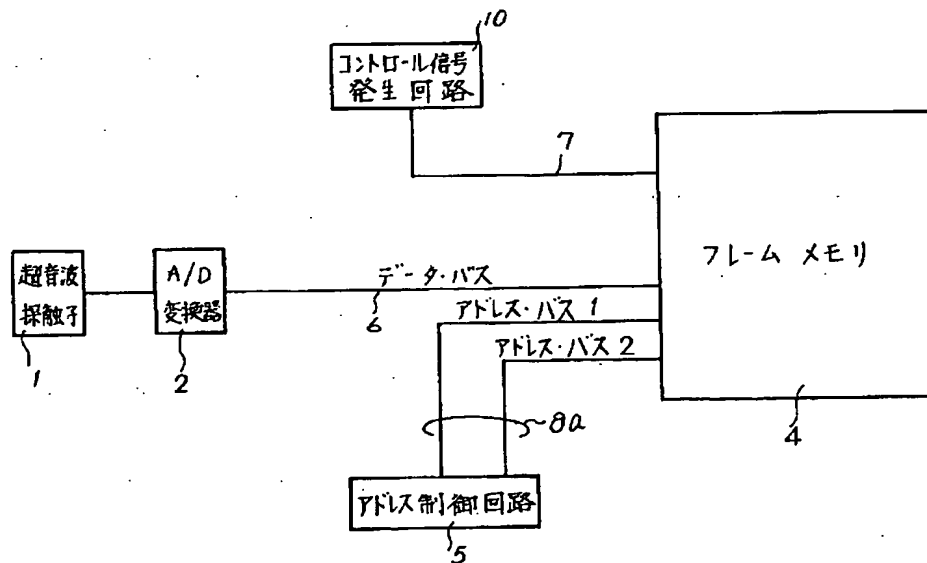 10
コントロール信号
発生回路
7
フレーム メモリ
超音波
探触子
1
A/D
変換器
2
データ・バス
6
アドレス・バス 1
アドレス・バス 2
8a
4
アドレス制御回路
5